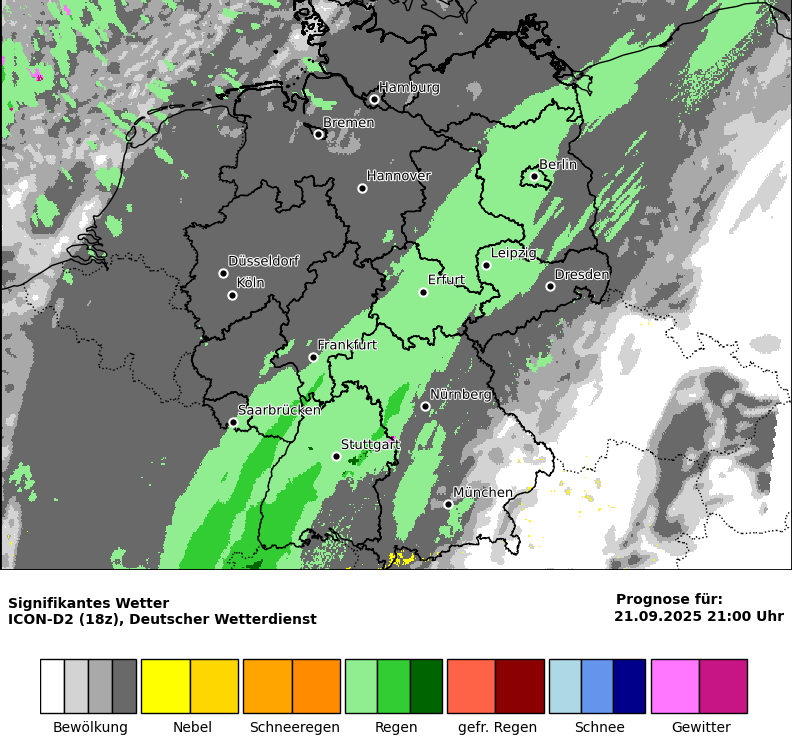 Hamburg
Bremen
Berlin
Hannover
Leipzig
Düsseldorf
Dresden
Köln
Erfurt
Frankfurt
Nürnberg
Saarbrücken
Stuttgart
München
Signifikantes Wetter
ICON-D2 (18z), Deutscher Wetterdienst
Prognose für:
21.09.2025 21:00 Uhr
Bewölkung Nebel Schneeregen Regen gefr. Regen Schnee Gewitter